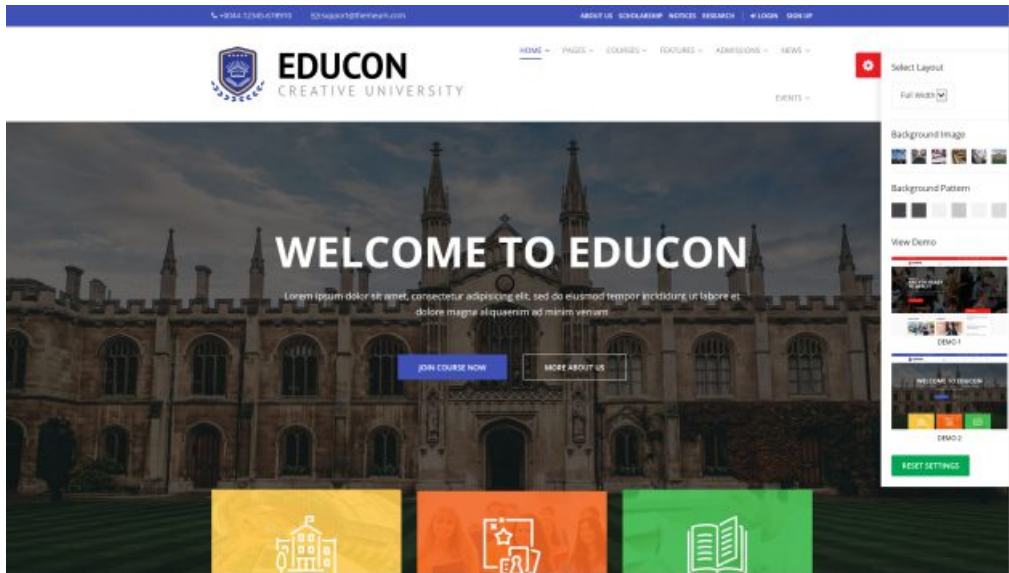 +0044-12345-678910 support@themeum.com ABOUT US SCHOLARSHIP NOTICES RESEARCH LOGIN SIGN UP
EDUCON
CREATIVE UNIVERSITY
HOME PAGES COURSES FEATURES ADMISSIONS NEWS
EVENTS
WELCOME TO EDUCON
Lorem ipsum dolor sit amet, consectetur adipisicing elit, sed do eiusmod tempor incididunt ut labore et
dolore magna aliquaenim ad minim veniam
JOIN COURSE NOW MORE ABOUT US
Select Layout
Full Width
Background Image
Background Pattern
View Demo
DEMO-1
WELCOME TO EDUCON
DEMO-2
RESET SETTINGS